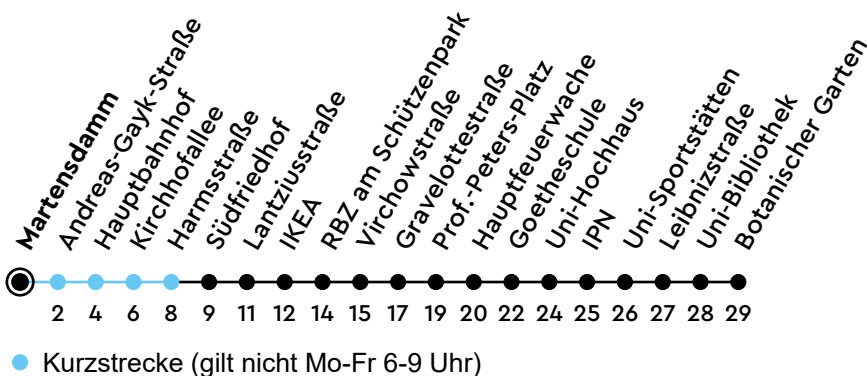 Martensdamm
Andreas-Gayk-Straße
Hauptbahnhof
Kirchhofallee
Harmsstraße
Südfriedhof
Lantziusstraße
IKEA
RBZ am Schützenpark
Virchowstraße
Gravelottestraße
Prof.-Peters-Platz
Hauptfeuerwache
Goetheschule
Uni-Hochhaus
IPN
Uni-Sportstätten
Leibnizstraße
Uni-Bibliothek
Botanischer Garten
2 4 6 8 9 11 12 14 15 17 19 20 22 24 25 26 27 28 29
Kurzstrecke (gilt nicht Mo-Fr 6-9 Uhr)